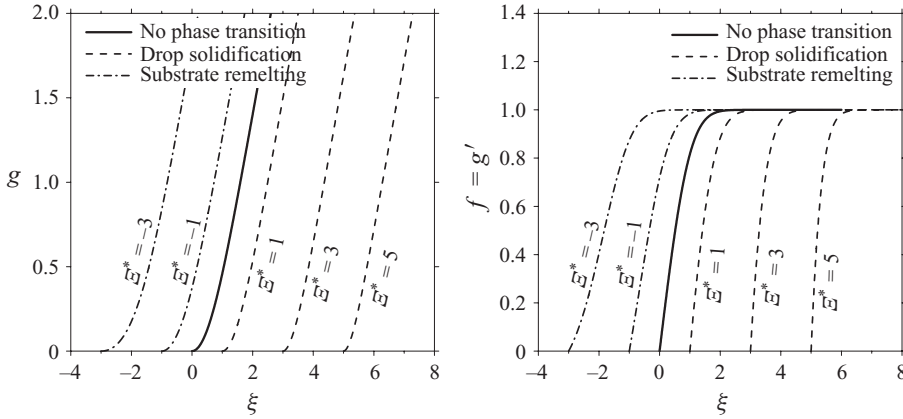 2.0
1.5
1.0
0.5
0
g
No phase transition
Drop solidification
Substrate remelting
Ξ* = –3
Ξ* = –1
Ξ* = 1
Ξ* = 3
Ξ* = 5
–4 –2 0 2 4 6 8
ξ
1.4
1.2
1.0
0.8
0.6
0.4
0.2
0
f = g′
No phase transition
Drop solidification
Substrate remelting
Ξ* = –3
Ξ* = –1
Ξ* = 1
Ξ* = 3
Ξ* = 5
–4 –2 0 2 4 6 8
ξ